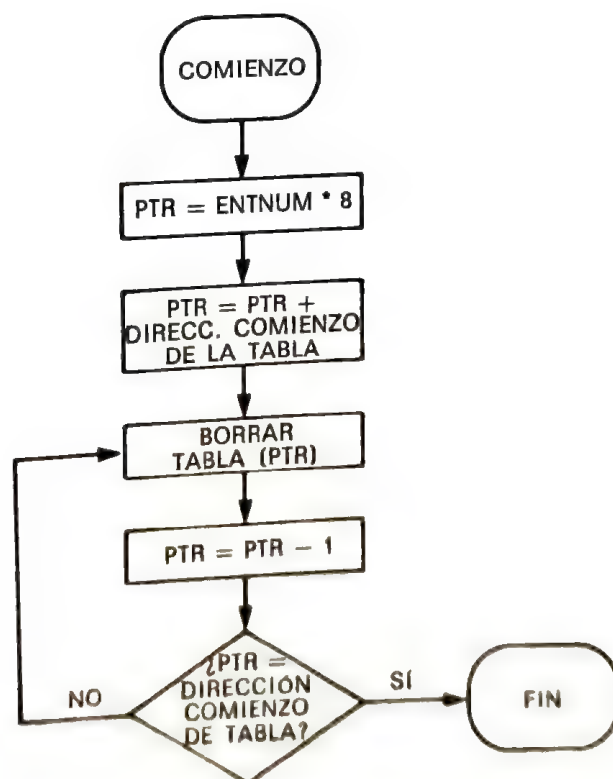 COMIENZO
PTR = ENTNUM * 8
PTR = PTR +
DIRECC. COMIENZO
DE LA TABLA
BORRAR
TABLA (PTR)
PTR = PTR − 1
¿PTR =
DIRECCIÓN
COMIENZO
DE TABLA?
NO
SÍ
FIN